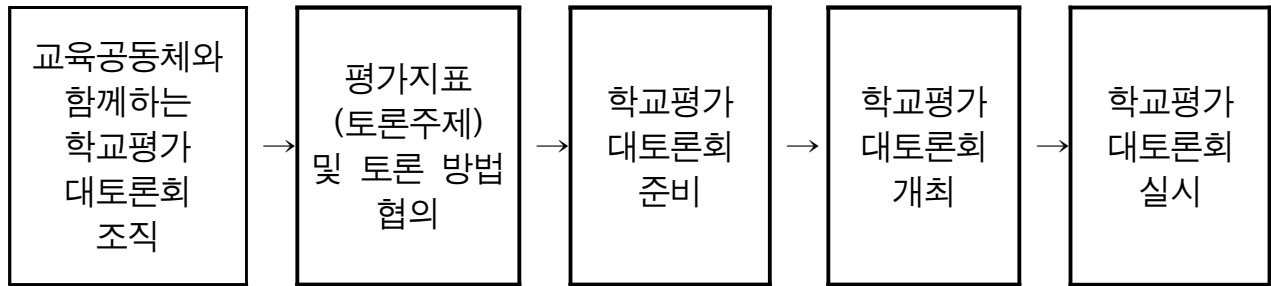 교육공동체와
함께하는
학교평가
대토론회
조직
→
평가지표
(토론주제)
및 토론 방법
협의
→
학교평가
대토론회
준비
→
학교평가
대토론회
개최
→
학교평가
대토론회
실시